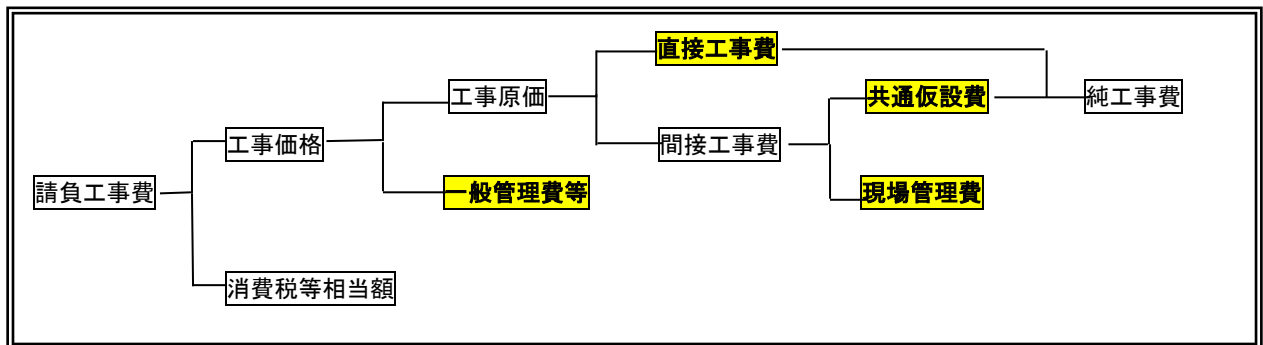 直接工事費
工事原価
共通仮設費
純工事費
工事価格
間接工事費
請負工事費
一般管理費等
現場管理費
消費税等相当額